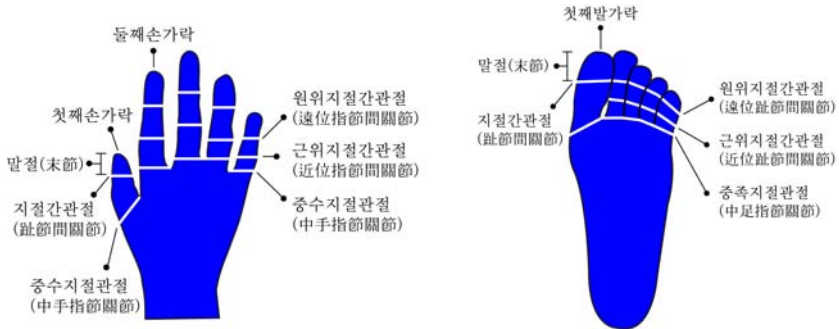 둘째손가락
첫째손가락
말절(末節)
지절간관절
(趾節間關節)
중수지절관절
(中手指節關節)
원위지절간관절
(遠位指節間關節)
근위지절간관절
(近位指節間關節)
중수지절관절
(中手指節關節)
첫째발가락
말절(末節)
지절간관절
(趾節間關節)
원위지절간관절
(遠位趾節間關節)
근위지절간관절
(近位趾節間關節)
중족지절관절
(中足指節關節)